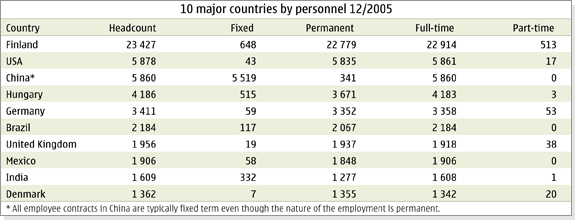 10 major countries by personnel 12/2005
Country Headcount Fixed Permanent Full-time Part-time
Finland 23 427 648 22 779 22 914 513
USA 5 878 43 5 835 5 861 17
China* 5 860 5 519 341 5 860 0
Hungary 4 186 515 3 671 4 183 3
Germany 3 411 59 3 352 3 358 53
Brazil 2 184 117 2 067 2 184 0
United Kingdom 1 956 19 1 937 1 918 38
Mexico 1 906 58 1 848 1 906 0
India 1 609 332 1 277 1 608 1
Denmark 1 362 7 1 355 1 342 20
* All employee contracts in China are typically fixed term even though the nature of the employment is permanent.